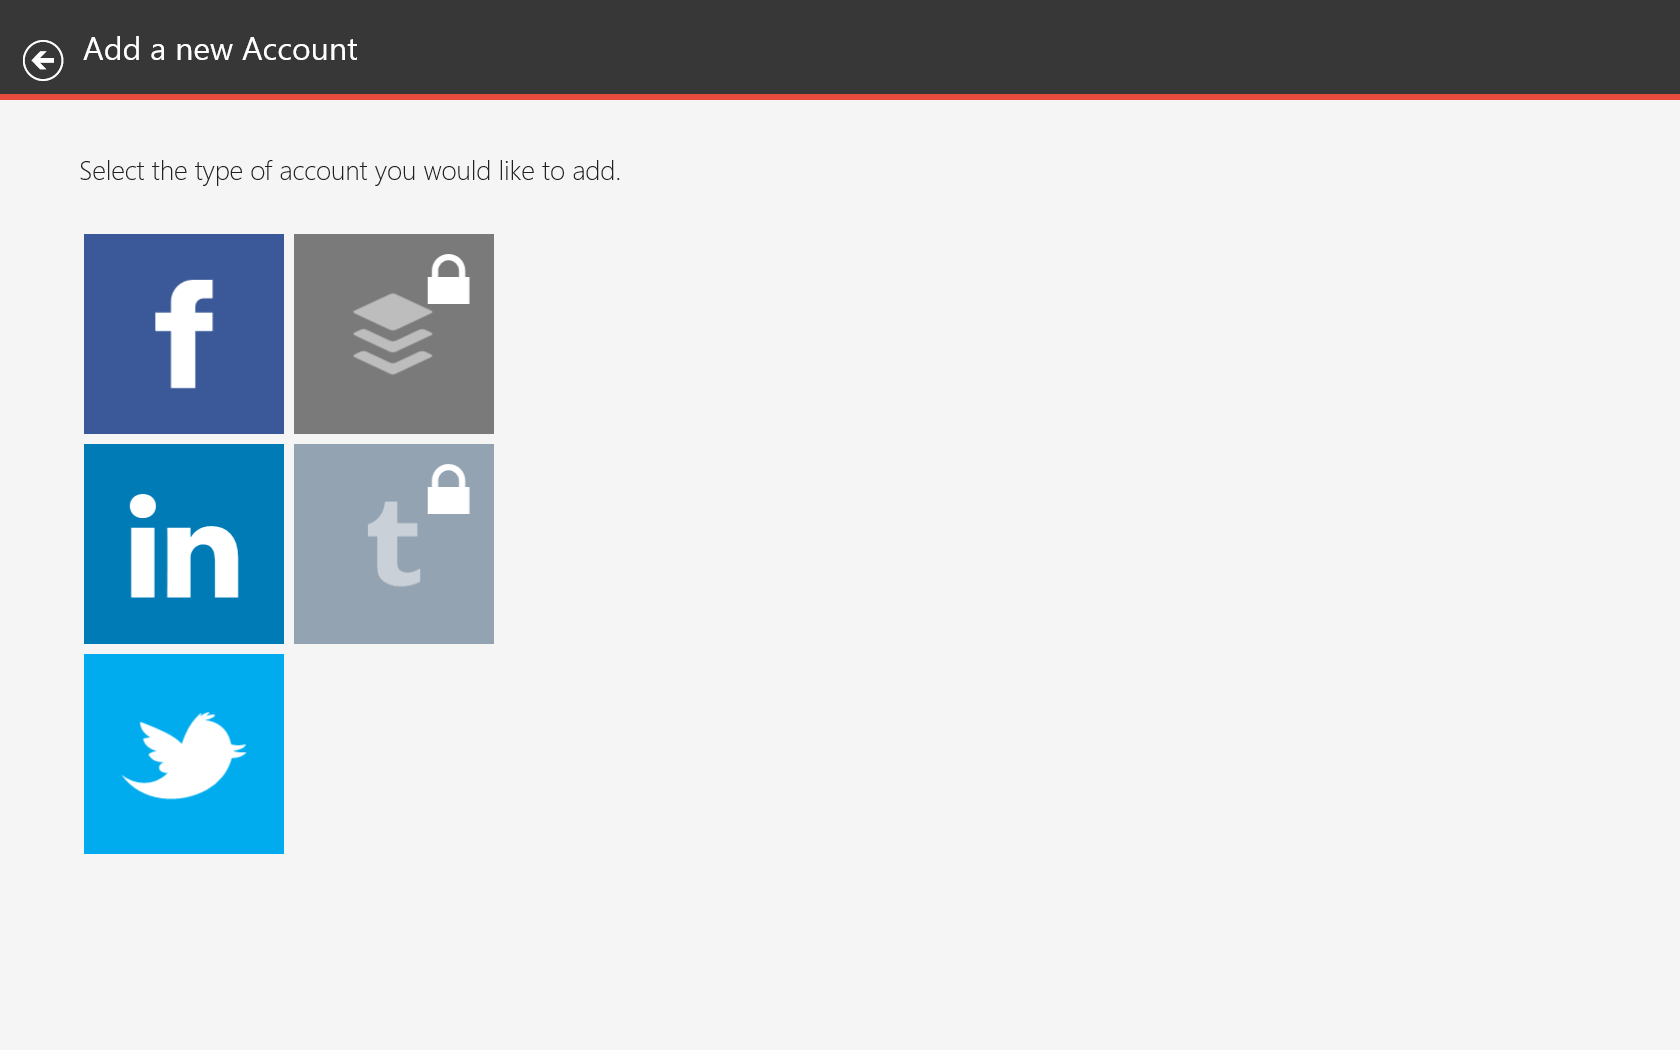 Add a new Account
Select the type of account you would like to add.
f
in
t